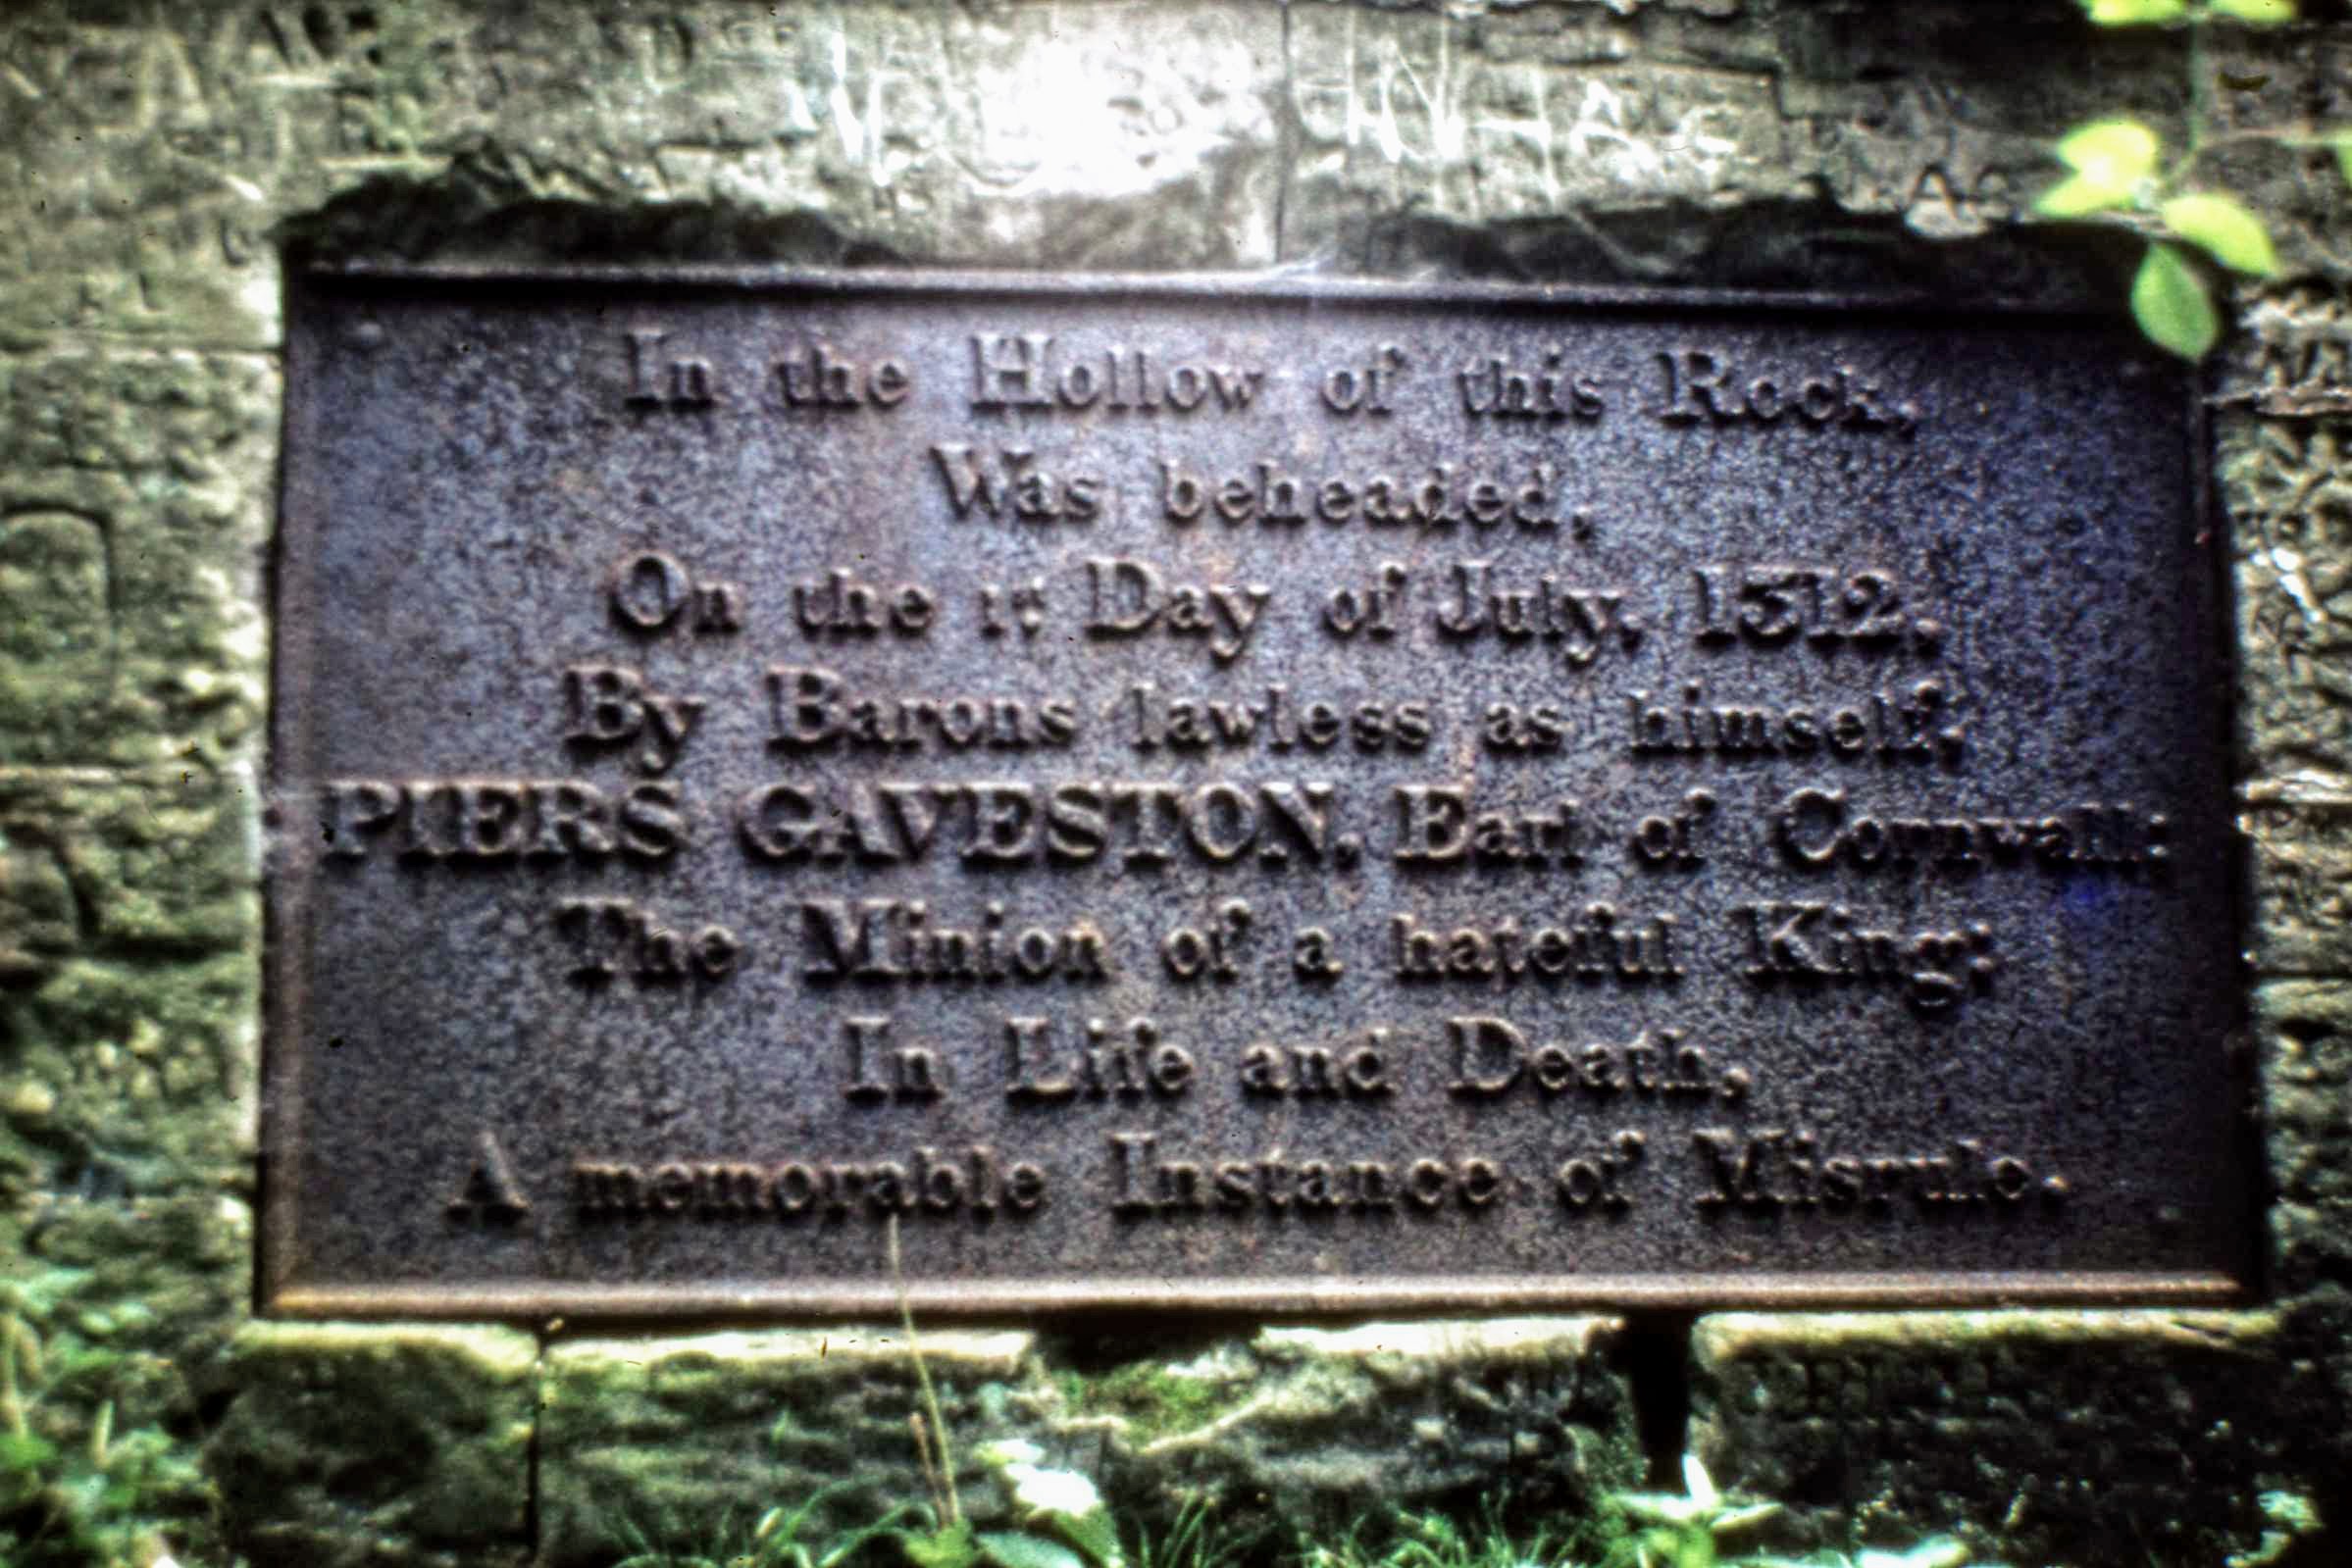 In the Hollow of this Rock,
Was beheaded,
On the 1st Day of July, 1312,
By Barons lawless as himself,
PIERS GAVESTON, Earl of Cornwall:
The Minion of a hateful King:
In Life and Death,
A memorable Instance of Misrule.